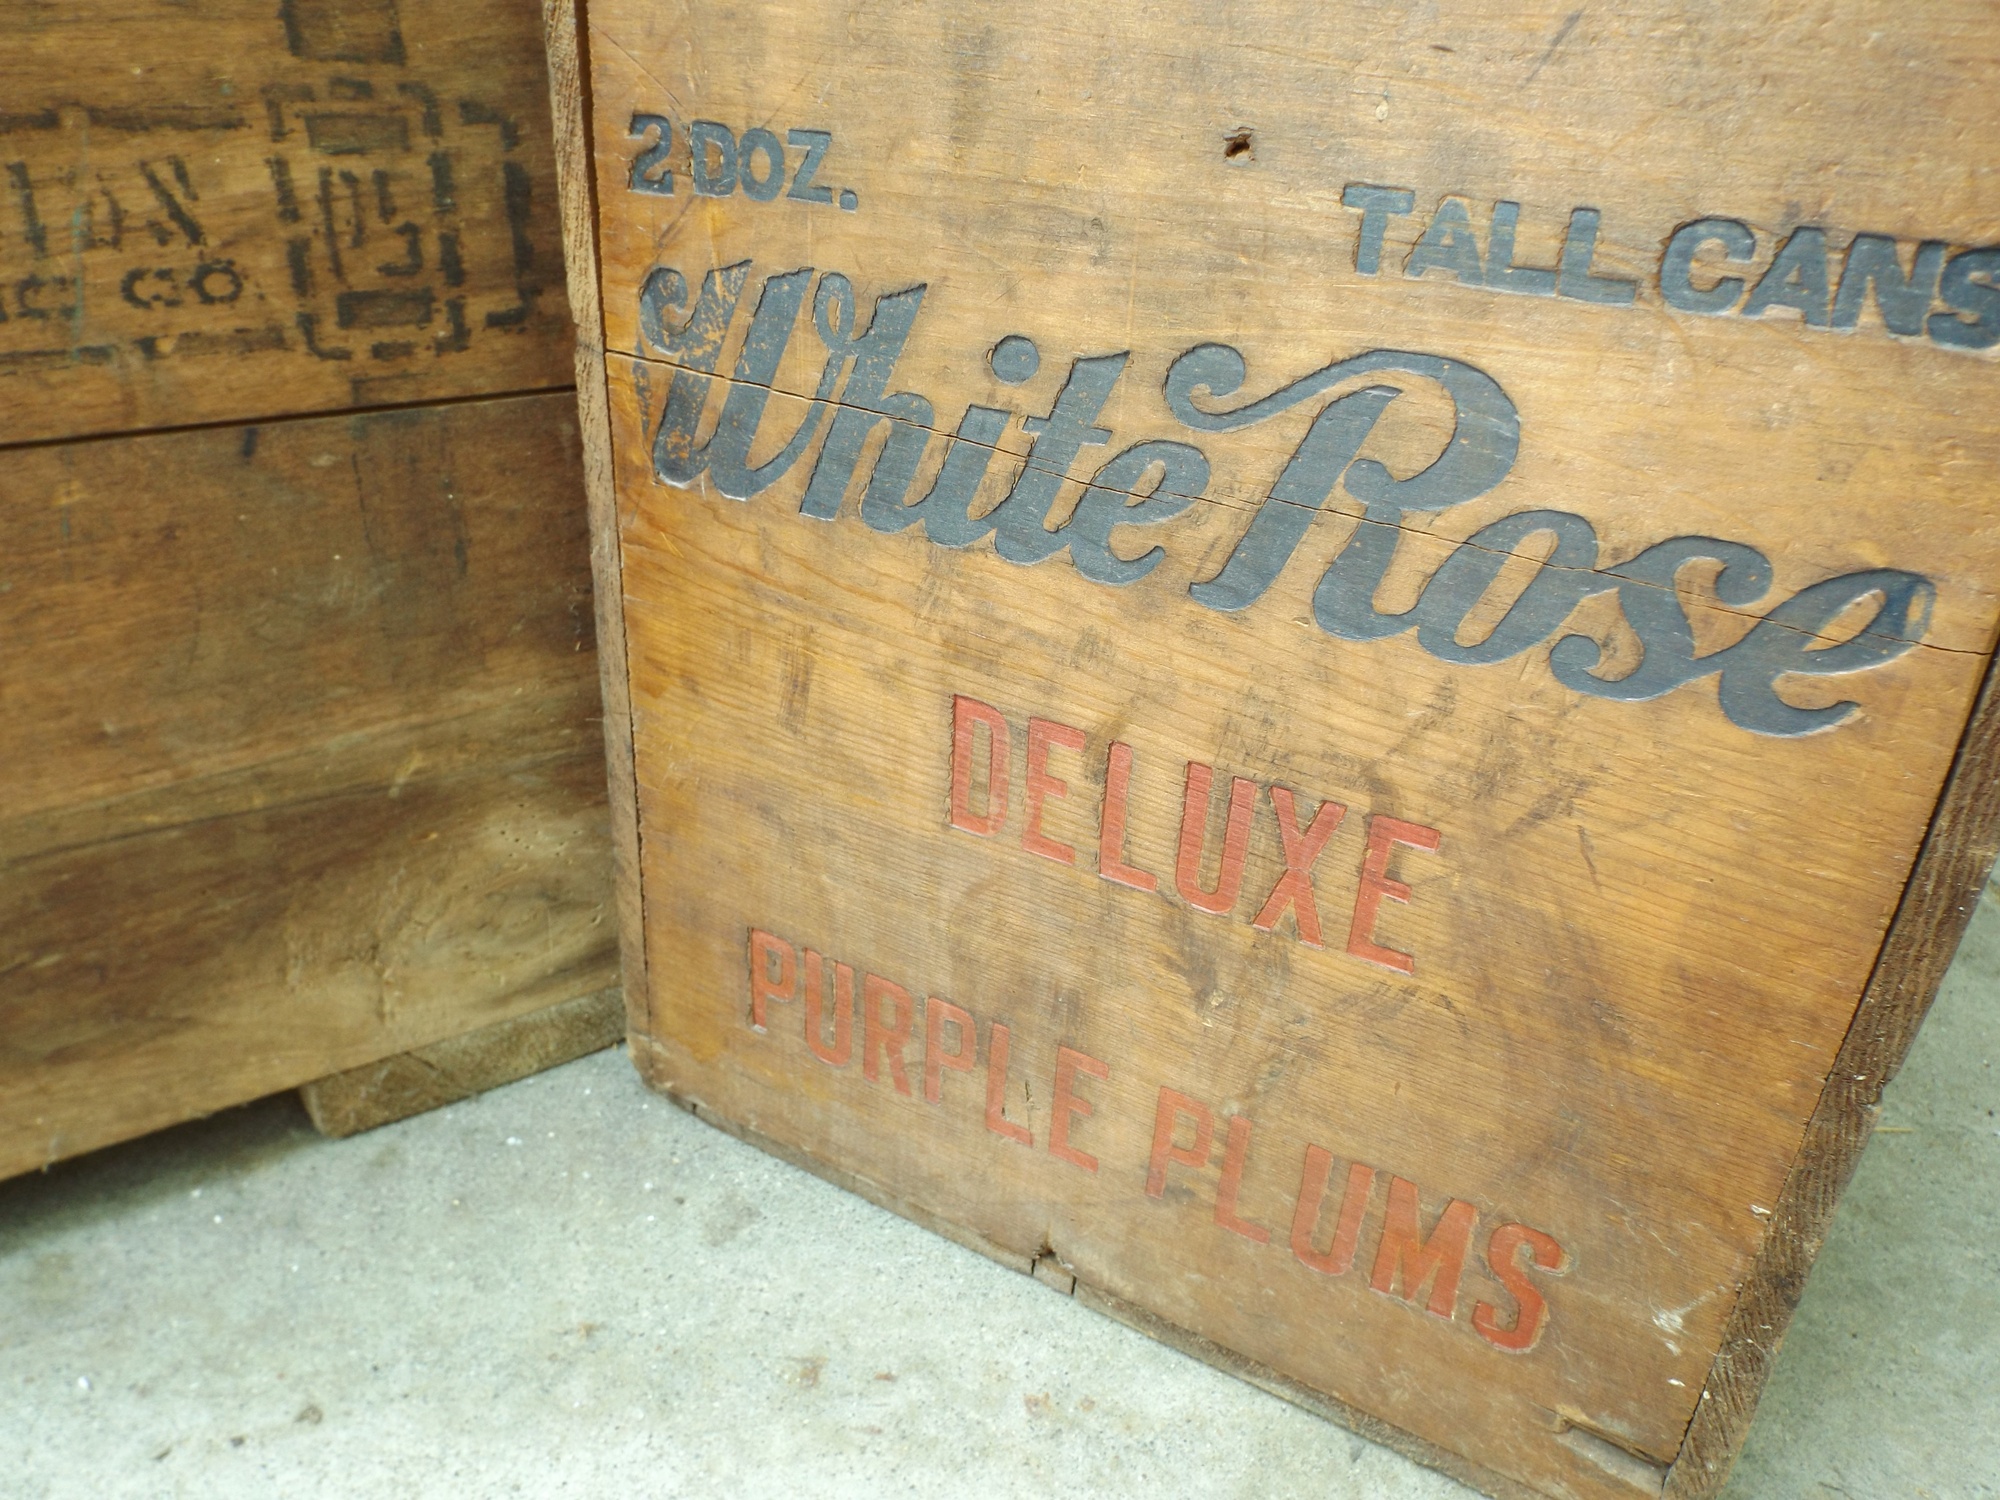 CO.
2 DOZ.
TALL CANS
White Rose
DELUXE
PURPLE PLUMS